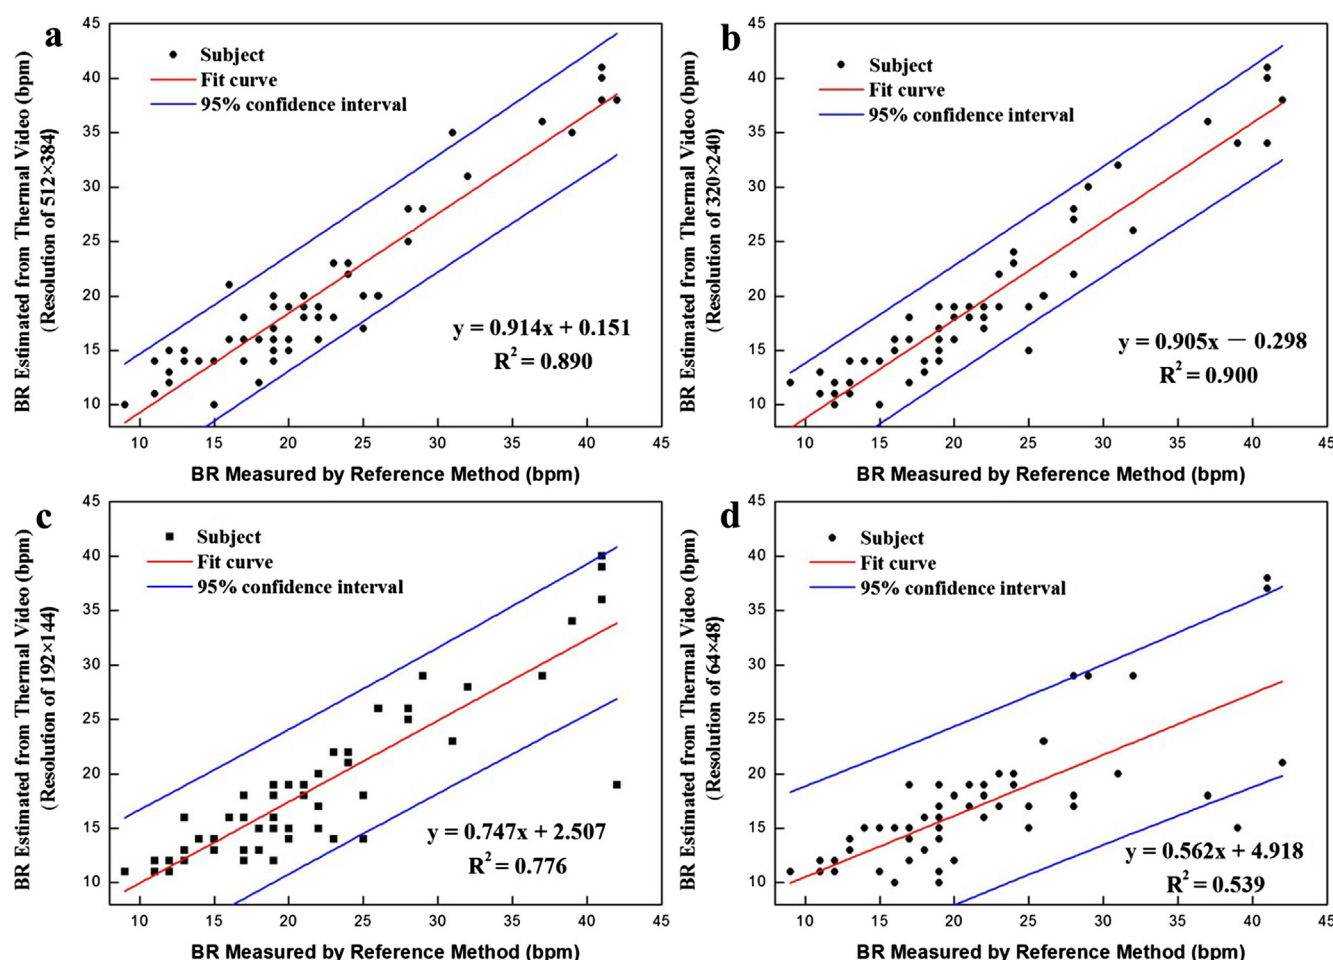 a
BR Estimated from Thermal Video (bpm)
(Resolution of 512×384)
45
40
35
30
25
20
15
10
Subject
Fit curve
95% confidence interval
y = 0.914x + 0.151
R² = 0.890
10 15 20 25 30 35 40 45
BR Measured by Reference Method (bpm)
b
BR Estimated from Thermal Video (bpm)
(Resolution of 320×240)
45
40
35
30
25
20
15
10
Subject
Fit curve
95% confidence interval
y = 0.905x − 0.298
R² = 0.900
10 15 20 25 30 35 40 45
BR Measured by Reference Method (bpm)
c
BR Estimated from Thermal Video (bpm)
(Resolution of 192×144)
45
40
35
30
25
20
15
10
Subject
Fit curve
95% confidence interval
y = 0.747x + 2.507
R² = 0.776
10 15 20 25 30 35 40 45
BR Measured by Reference Method (bpm)
d
BR Estimated from Thermal Video (bpm)
(Resolution of 64×48)
45
40
35
30
25
20
15
10
Subject
Fit curve
95% confidence interval
y = 0.562x + 4.918
R² = 0.539
10 15 20 25 30 35 40 45
BR Measured by Reference Method (bpm)